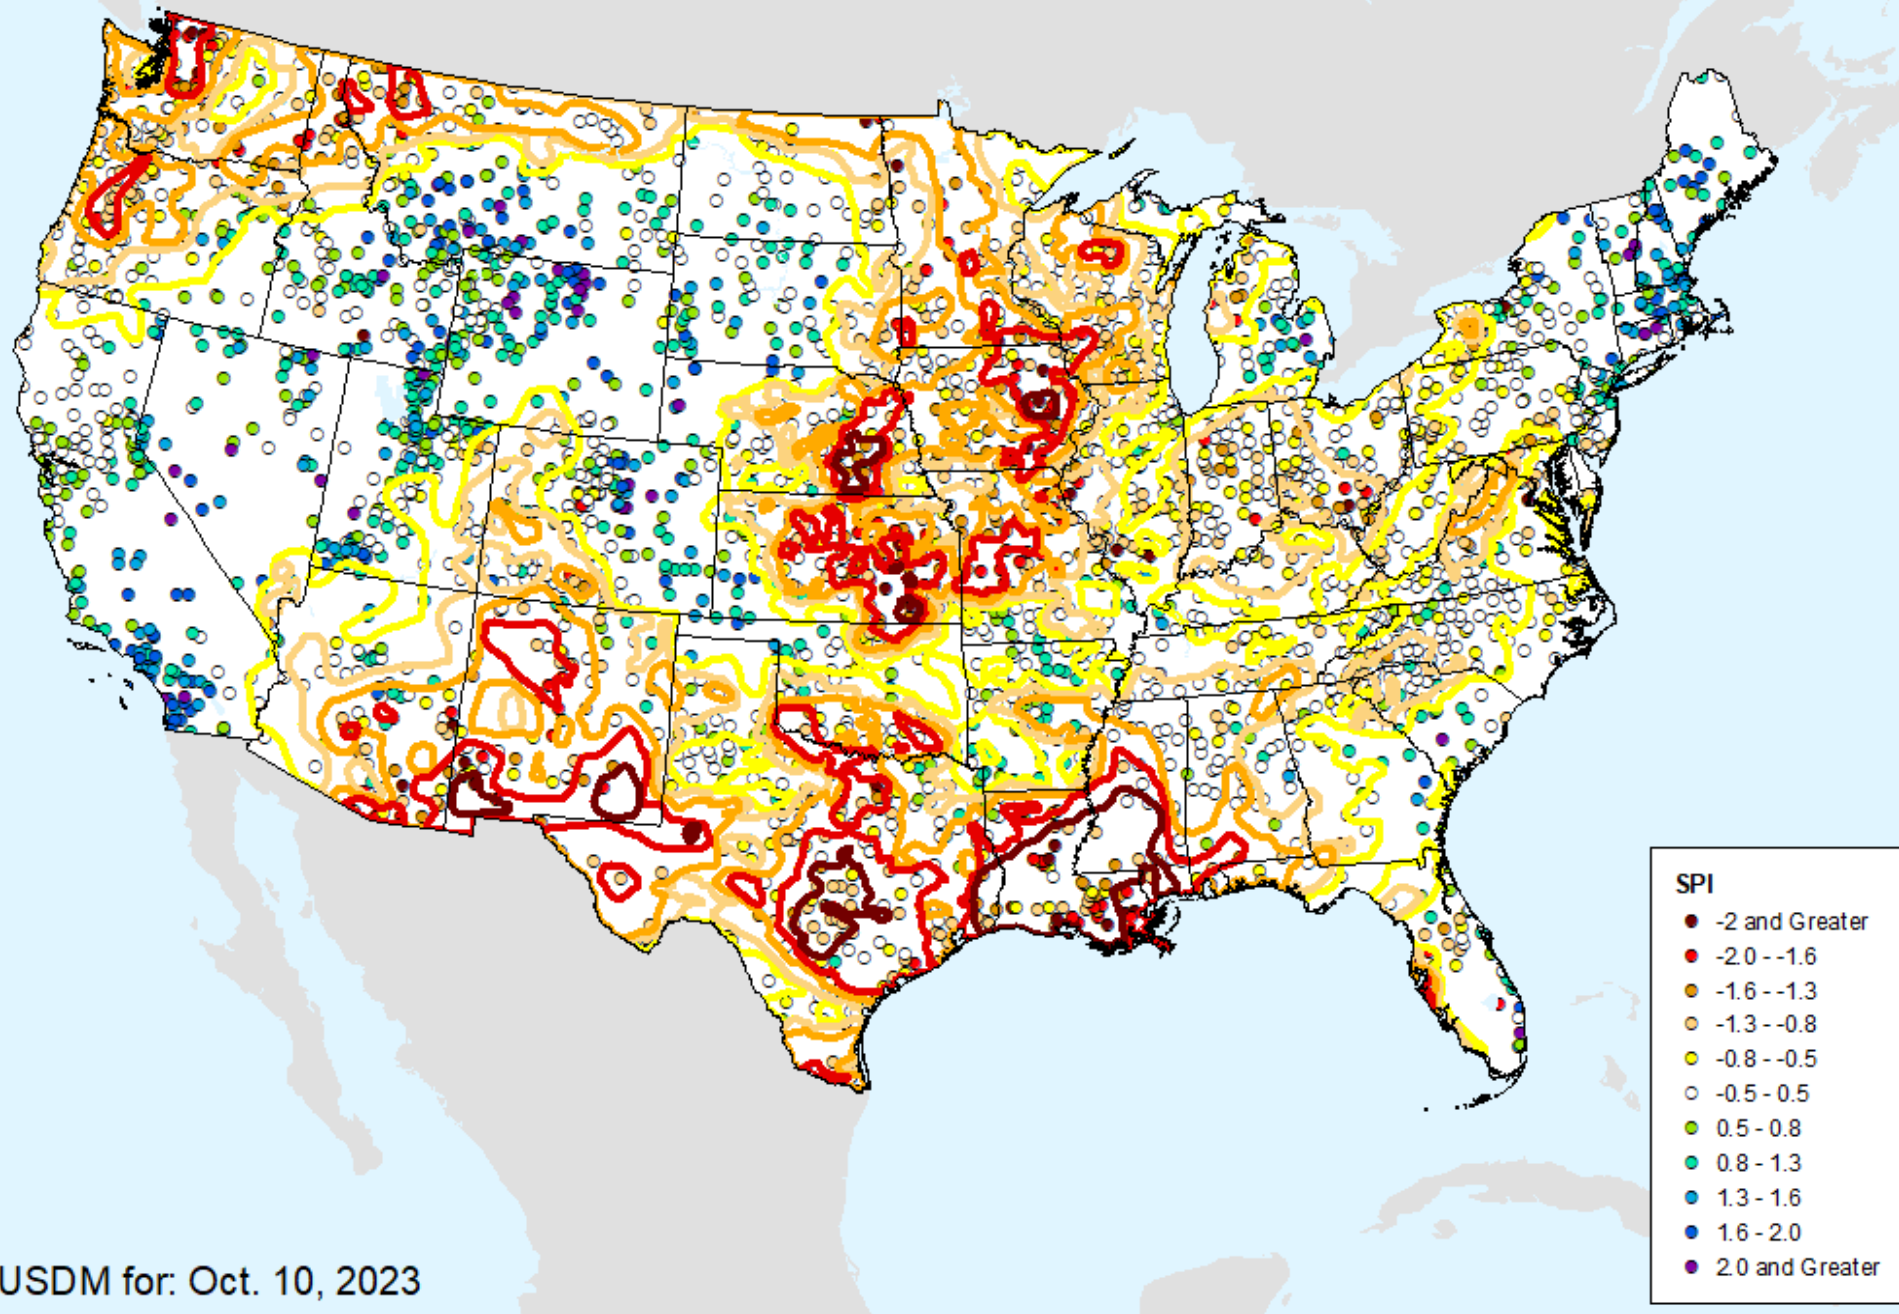 SPI
-2 and Greater
-2.0 - -1.6
-1.6 - -1.3
-1.3 - -0.8
-0.8 - -0.5
-0.5 - 0.5
0.5 - 0.8
0.8 - 1.3
1.3 - 1.6
1.6 - 2.0
2.0 and Greater
USDM for: Oct. 10, 2023